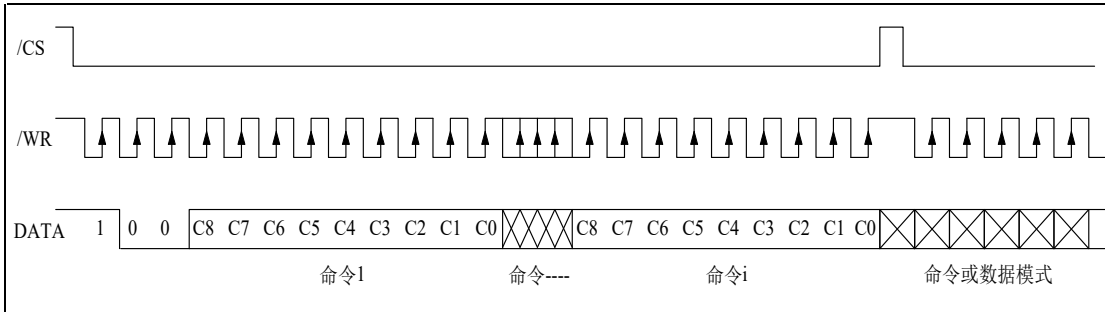 /CS
/WR
DATA 1 0 0 C8 C7 C6 C5 C4 C3 C2 C1 C0 C8 C7 C6 C5 C4 C3 C2 C1 C0
命令1 命令---- 命令i 命令或数据模式